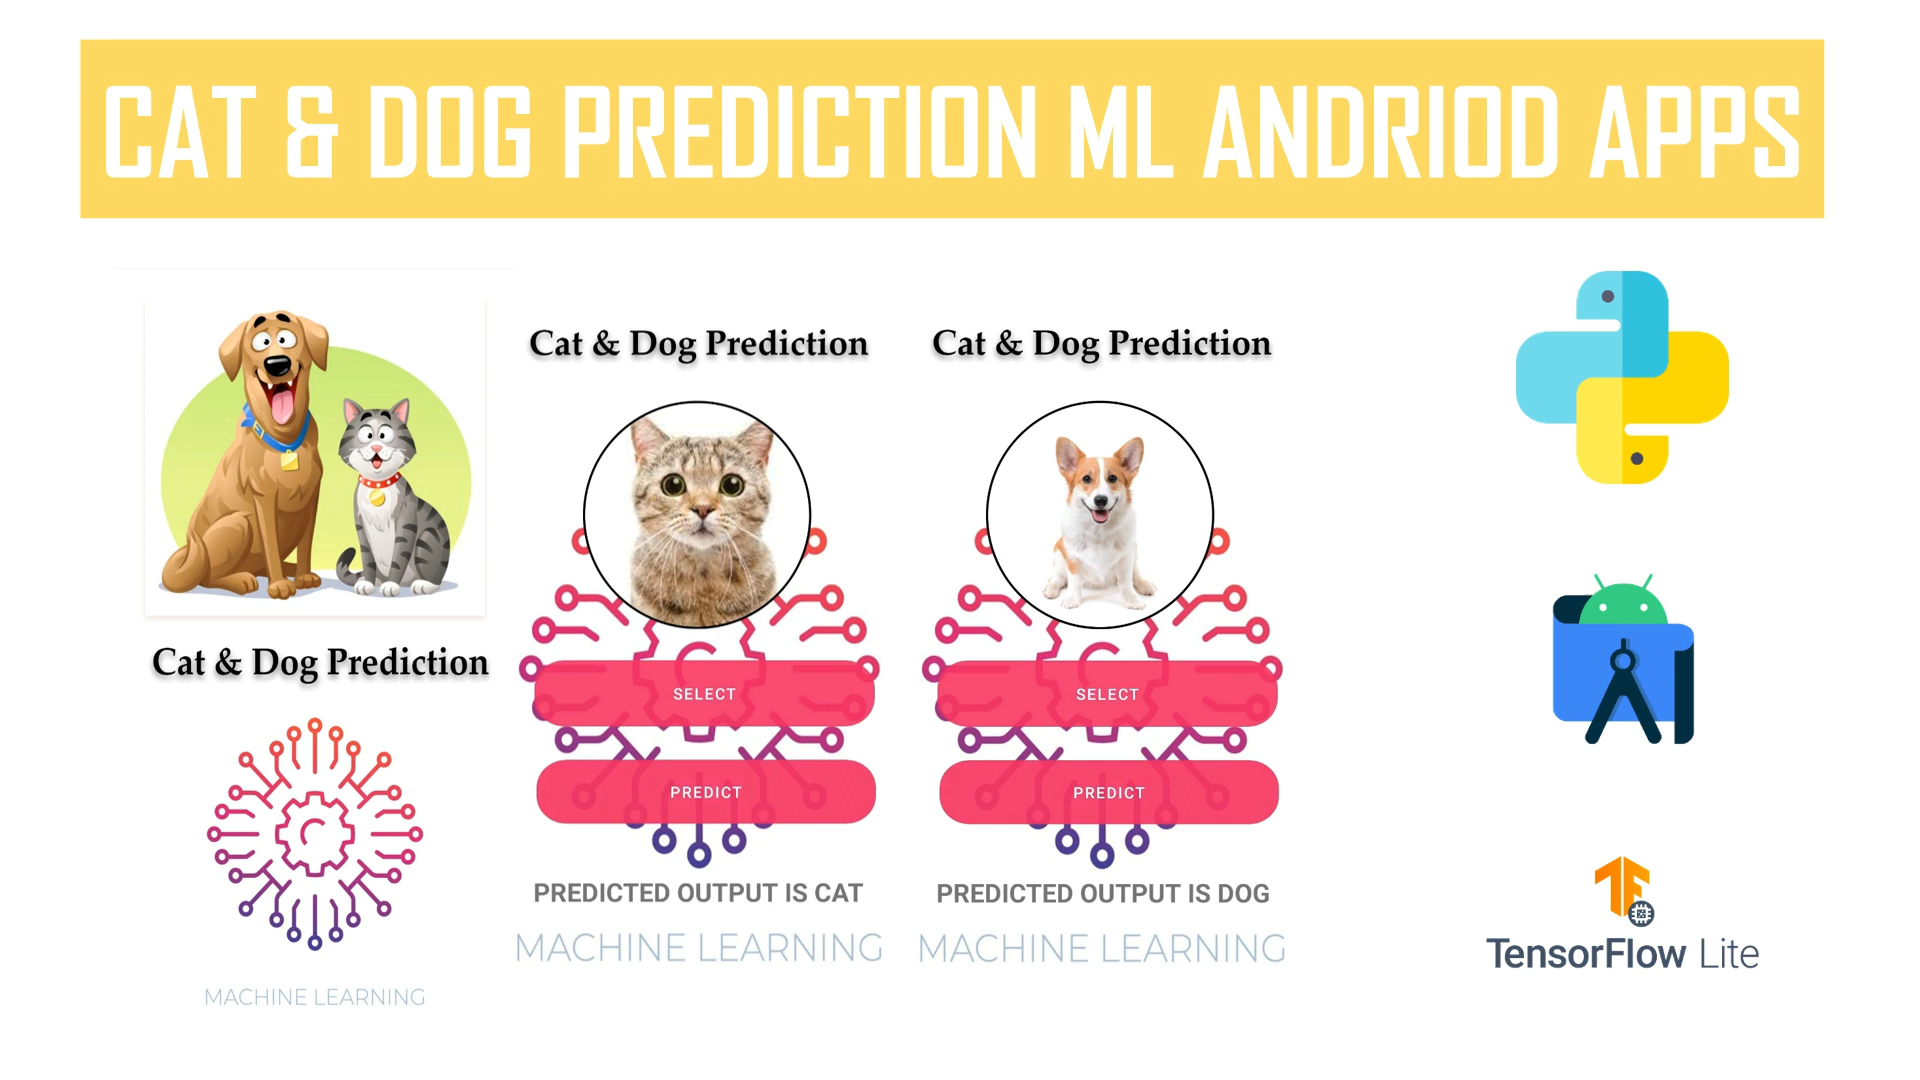 CAT & DOG PREDICTION ML ANDRIOD APPS
Cat & Dog Prediction
MACHINE LEARNING
Cat & Dog Prediction
SELECT
PREDICT
PREDICTED OUTPUT IS CAT
MACHINE LEARNING
Cat & Dog Prediction
SELECT
PREDICT
PREDICTED OUTPUT IS DOG
MACHINE LEARNING
TensorFlow Lite